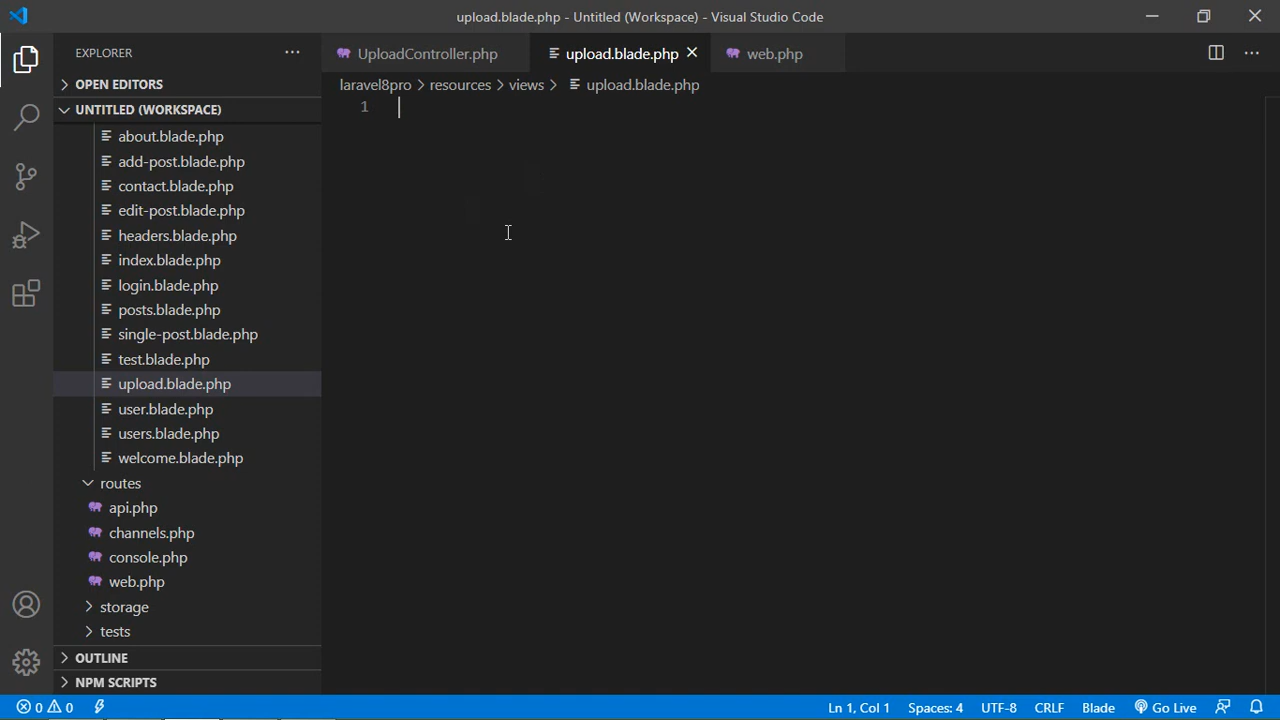 upload.blade.php - Untitled (Workspace) - Visual Studio Code
EXPLORER
UploadController.php
upload.blade.php
web.php
OPEN EDITORS
laravel8pro > resources > views > upload.blade.php
UNTITLED (WORKSPACE)
1
about.blade.php
add-post.blade.php
contact.blade.php
edit-post.blade.php
headers.blade.php
index.blade.php
login.blade.php
posts.blade.php
single-post.blade.php
test.blade.php
upload.blade.php
user.blade.php
users.blade.php
welcome.blade.php
routes
api.php
channels.php
console.php
web.php
storage
tests
OUTLINE
NPM SCRIPTS
0 0 Ln 1, Col 1 Spaces: 4 UTF-8 CRLF Blade Go Live